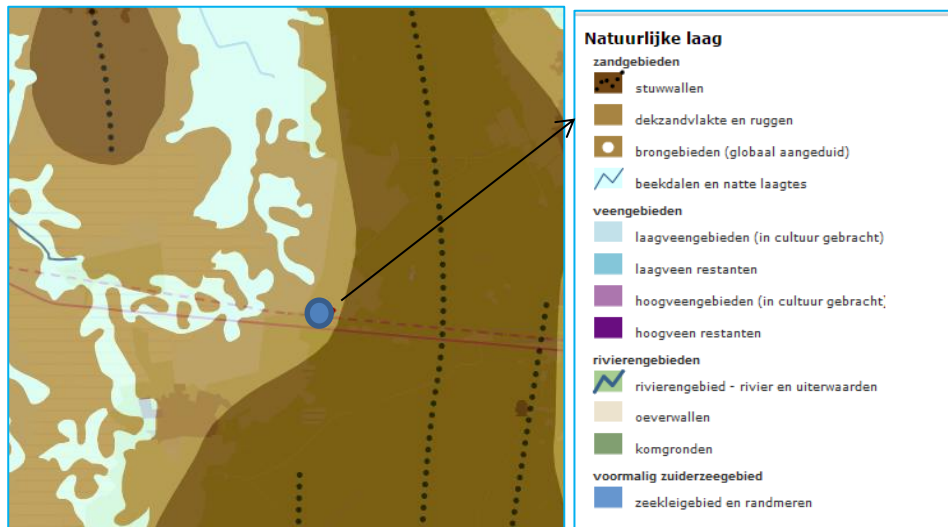 Natuurlijke laag
zandgebieden
stuwwallen
dekzandvlakte en ruggen
brongebieden (globaal aangeduid)
beekdalen en natte laagtes
veengebieden
laagveengebieden (in cultuur gebracht)
laagveen restanten
hoogveengebieden (in cultuur gebracht)
hoogveen restanten
rivierengebieden
rivierengebied - rivier en uiterwaarden
oeverwallen
komgronden
voormalig zuiderzeegebied
zeekleigebied en randmeren